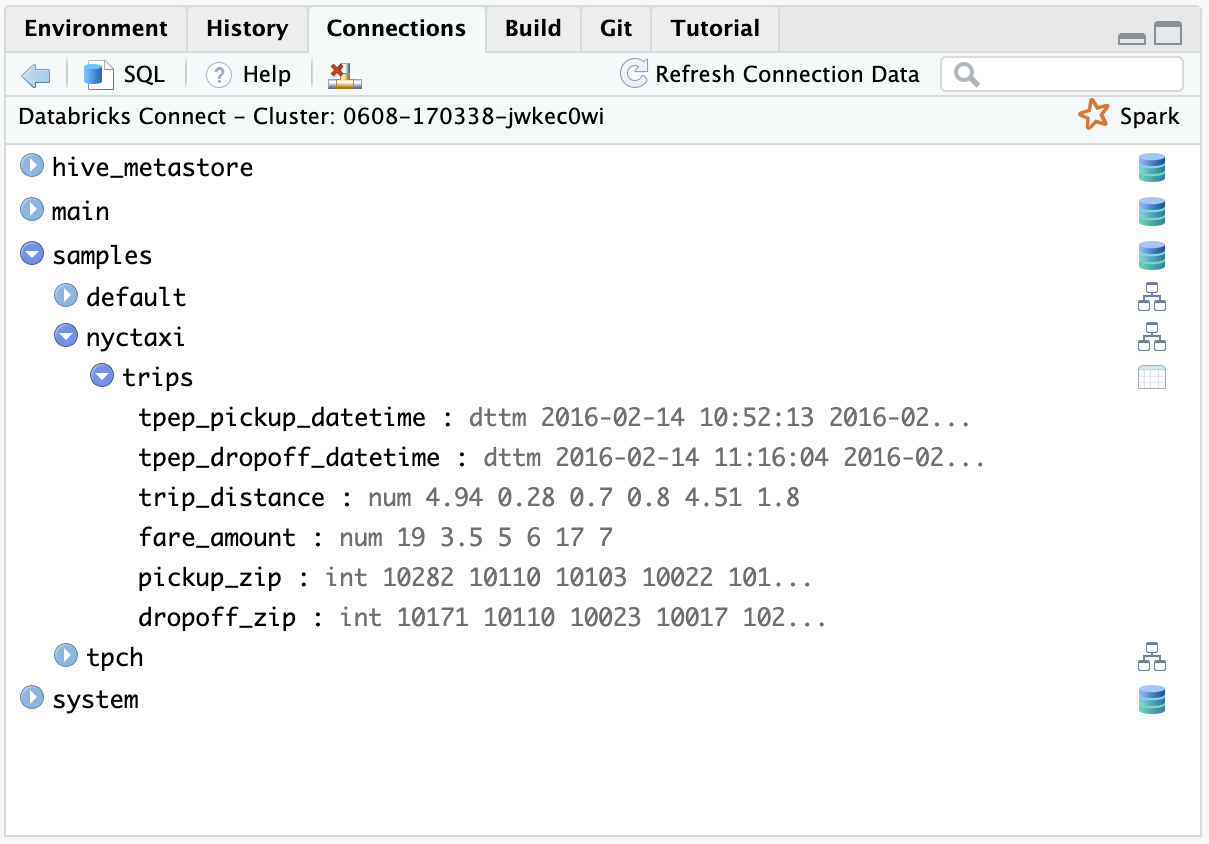 Environment History Connections Build Git Tutorial
SQL ? Help Refresh Connection Data
Databricks Connect – Cluster: 0608-170338-jwkec0wi Spark
hive_metastore
main
samples
default
nyctaxi
trips
tpep_pickup_datetime : dttm 2016-02-14 10:52:13 2016-02...
tpep_dropoff_datetime : dttm 2016-02-14 11:16:04 2016-02...
trip_distance : num 4.94 0.28 0.7 0.8 4.51 1.8
fare_amount : num 19 3.5 5 6 17 7
pickup_zip : int 10282 10110 10103 10022 101...
dropoff_zip : int 10171 10110 10023 10017 102...
tpch
system